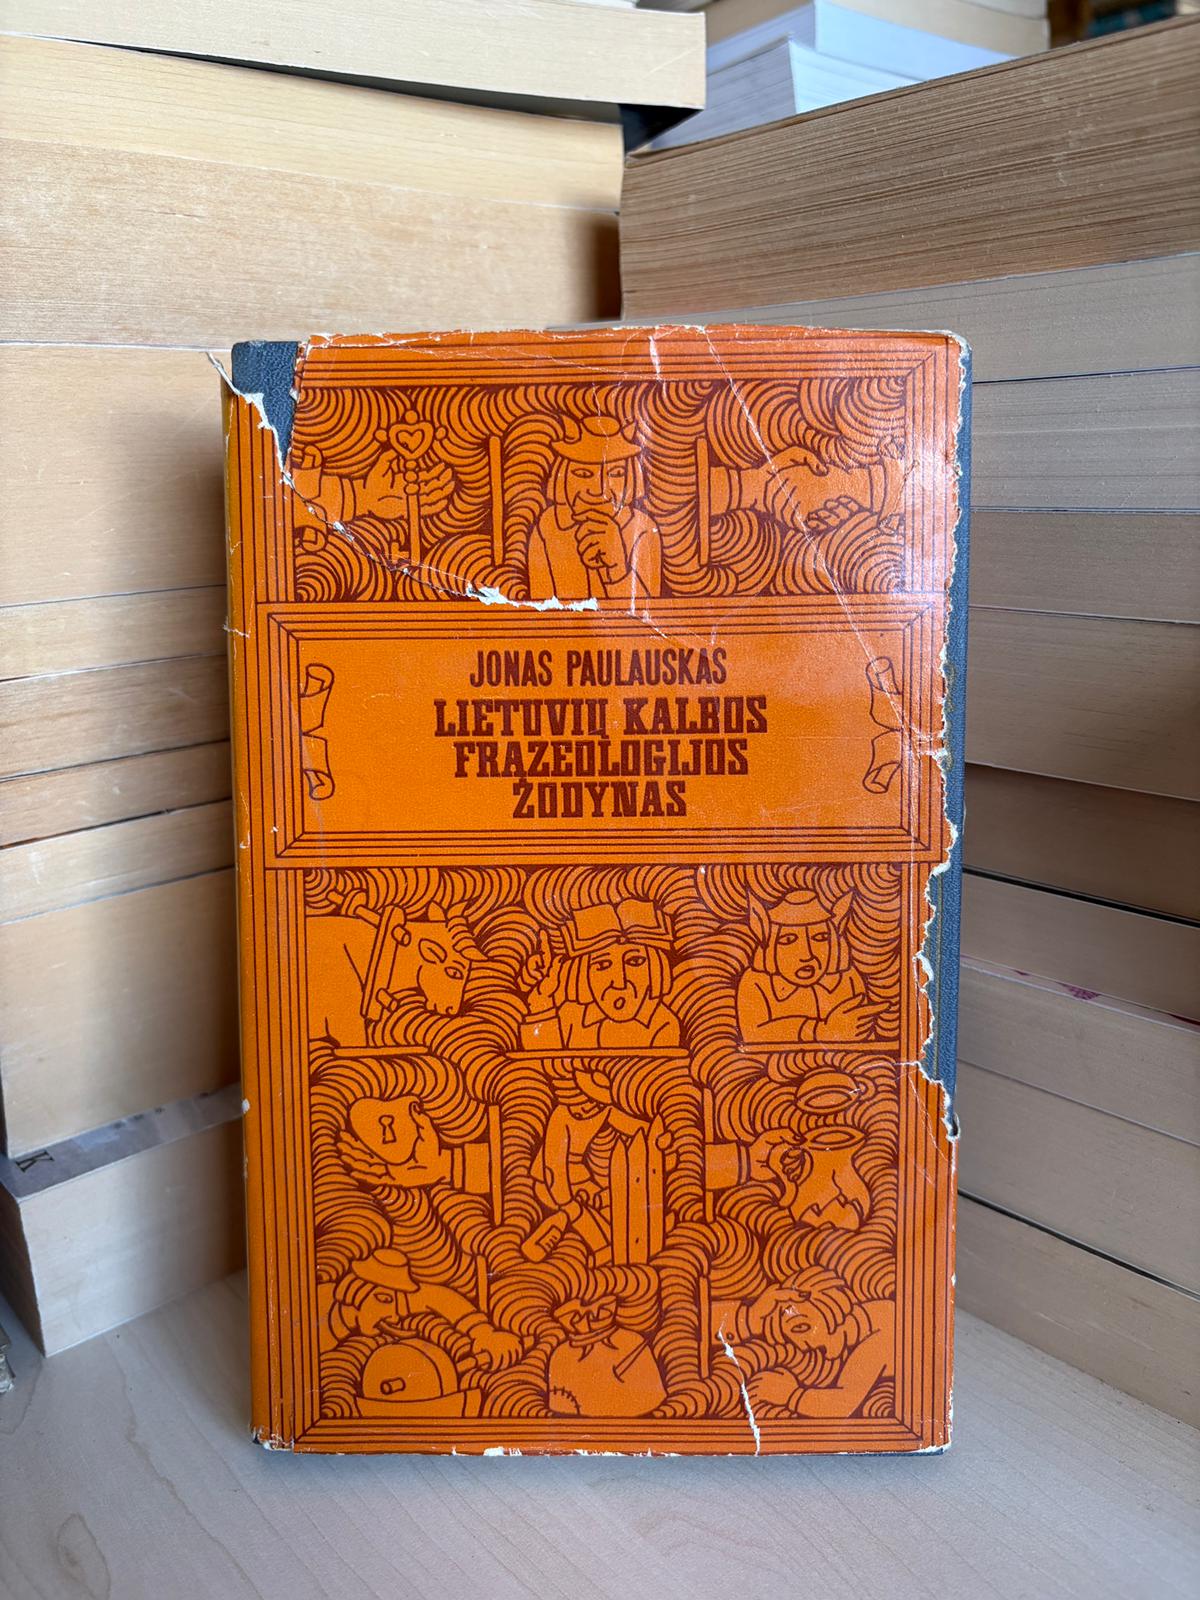 JONAS PAULAUSKAS
LIETUVIŲ KALBOS
FRAZEOLOGIJOS
ŽODYNAS
K